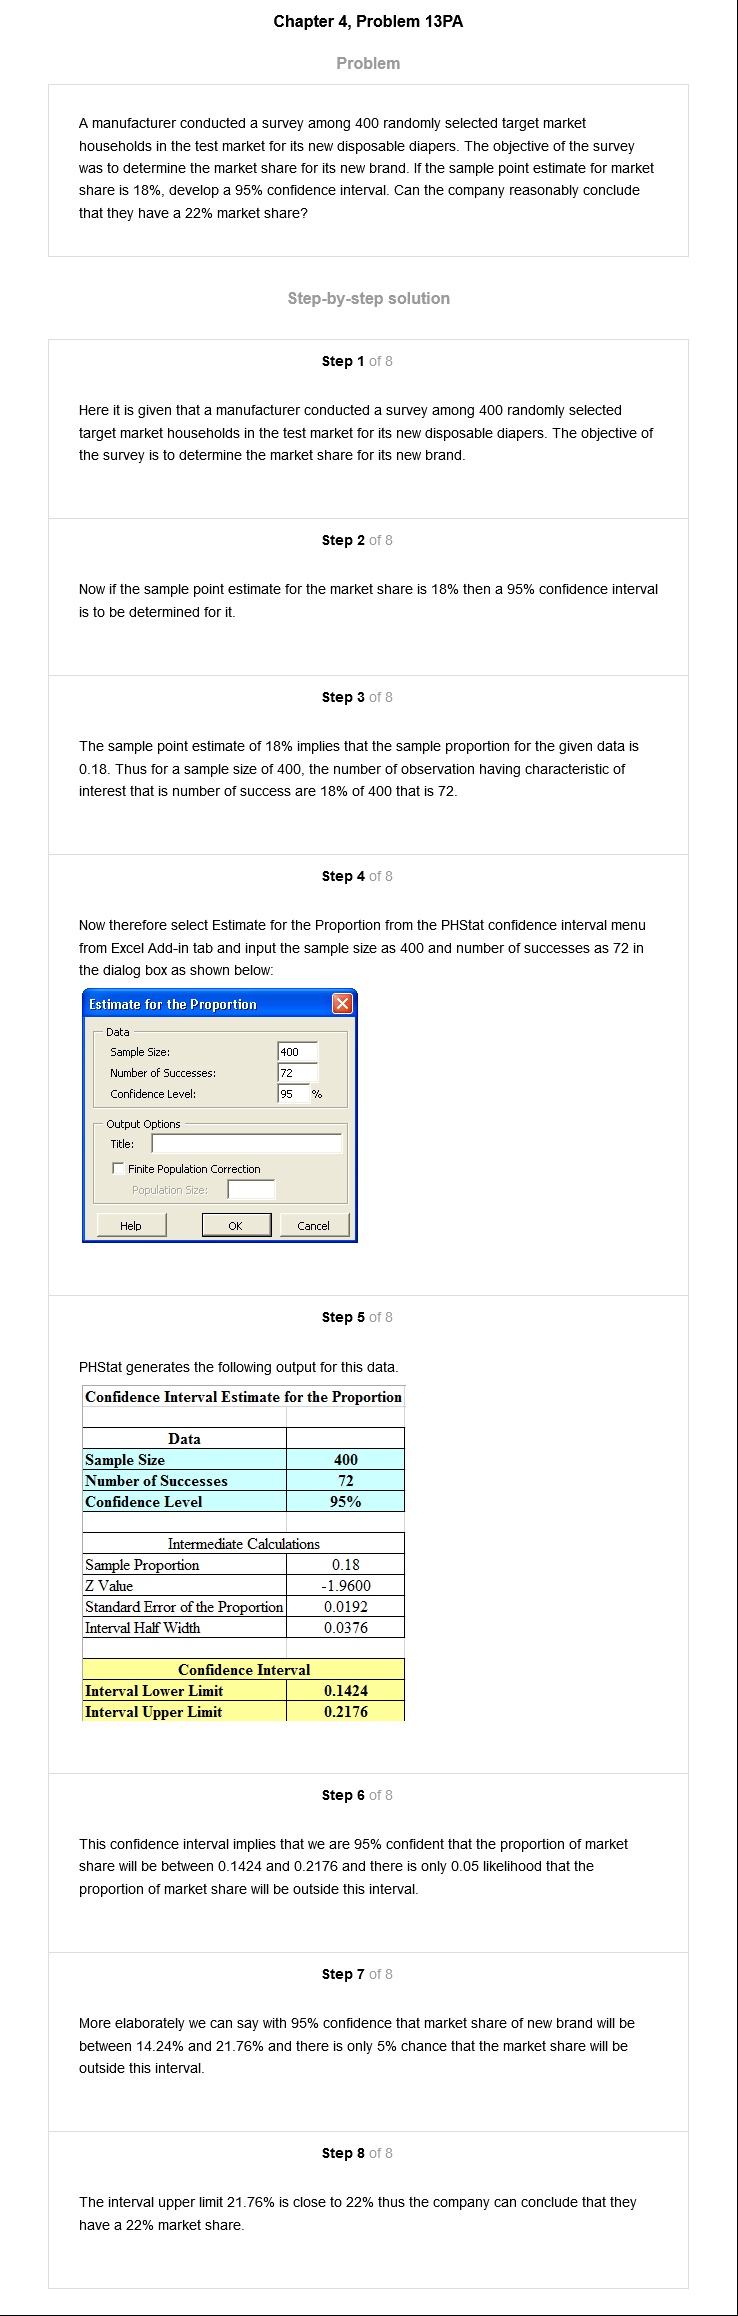 Chapter 4, Problem 13PA
Problem
A manufacturer conducted a survey among 400 randomly selected target market
households in the test market for its new disposable diapers. The objective of the survey
was to determine the market share for its new brand. If the sample point estimate for market
share is 18%, develop a 95% confidence interval. Can the company reasonably conclude
that they have a 22% market share?
Step-by-step solution
Step 1 of 8
Here it is given that a manufacturer conducted a survey among 400 randomly selected
target market households in the test market for its new disposable diapers. The objective of
the survey is to determine the market share for its new brand.
Step 2 of 8
Now if the sample point estimate for the market share is 18% then a 95% confidence interval
is to be determined for it.
Step 3 of 8
The sample point estimate of 18% implies that the sample proportion for the given data is
0.18. Thus for a sample size of 400, the number of observation having characteristic of
interest that is number of success are 18% of 400 that is 72.
Step 4 of 8
Now therefore select Estimate for the Proportion from the PHStat confidence interval menu
from Excel Add-in tab and input the sample size as 400 and number of successes as 72 in
the dialog box as shown below:
Estimate for the Proportion
Data
Sample Size: 400
Number of Successes: 72
Confidence Level: 95 %
Output Options
Title:
Finite Population Correction
Population Size:
Help OK Cancel
Step 5 of 8
PHStat generates the following output for this data.
Confidence Interval Estimate for the Proportion
Data
Sample Size 400
Number of Successes 72
Confidence Level 95%
Intermediate Calculations
Sample Proportion 0.18
Z Value -1.9600
Standard Error of the Proportion 0.0192
Interval Half Width 0.0376
Confidence Interval
Interval Lower Limit 0.1424
Interval Upper Limit 0.2176
Step 6 of 8
This confidence interval implies that we are 95% confident that the proportion of market
share will be between 0.1424 and 0.2176 and there is only 0.05 likelihood that the
proportion of market share will be outside this interval.
Step 7 of 8
More elaborately we can say with 95% confidence that market share of new brand will be
between 14.24% and 21.76% and there is only 5% chance that the market share will be
outside this interval.
Step 8 of 8
The interval upper limit 21.76% is close to 22% thus the company can conclude that they
have a 22% market share.